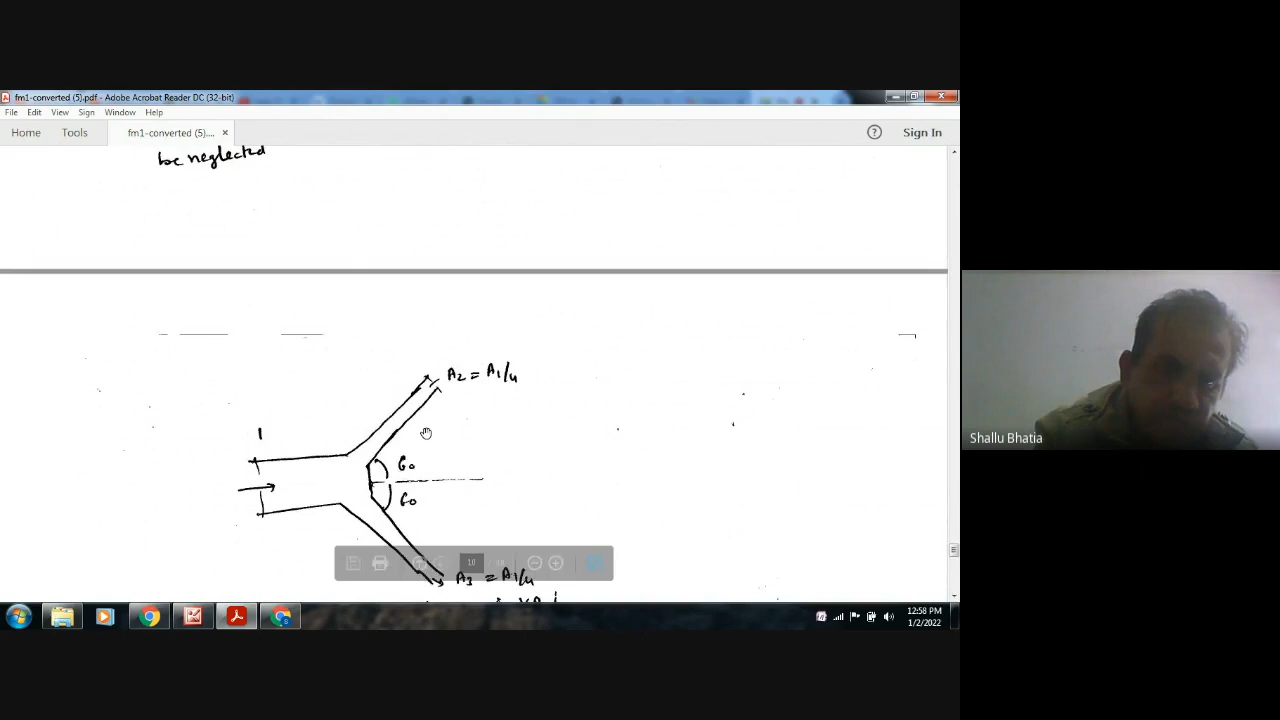 fm1-converted (5).pdf - Adobe Acrobat Reader DC (32-bit)
File Edit View Sign Window Help
Home Tools fm1-converted (5).... × ? Sign In
be neglected
A2 = A1/4
1
60
60
Shallu Bhatia
10
A3 = A1/4
12:58 PM
1/2/2022